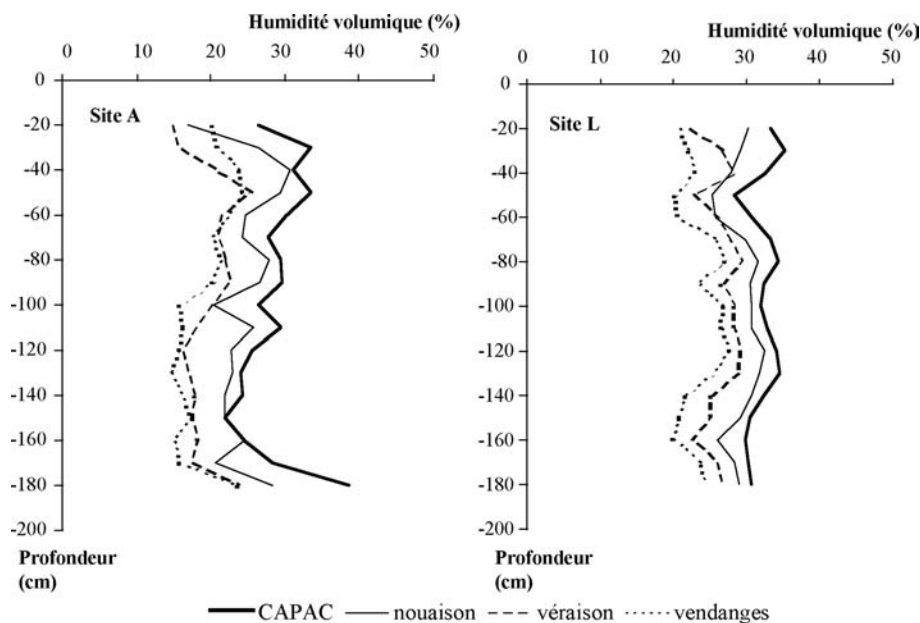 Humidité volumique (%)
0 10 20 30 40 50
0
-20
-40
-60
-80
-100
-120
-140
-160
-180
-200
Site A
Profondeur
(cm)
Humidité volumique (%)
0 10 20 30 40 50
0
-20
-40
-60
-80
-100
-120
-140
-160
-180
-200
Site L
Profondeur
(cm)
CAPAC nouaison véraison vendanges